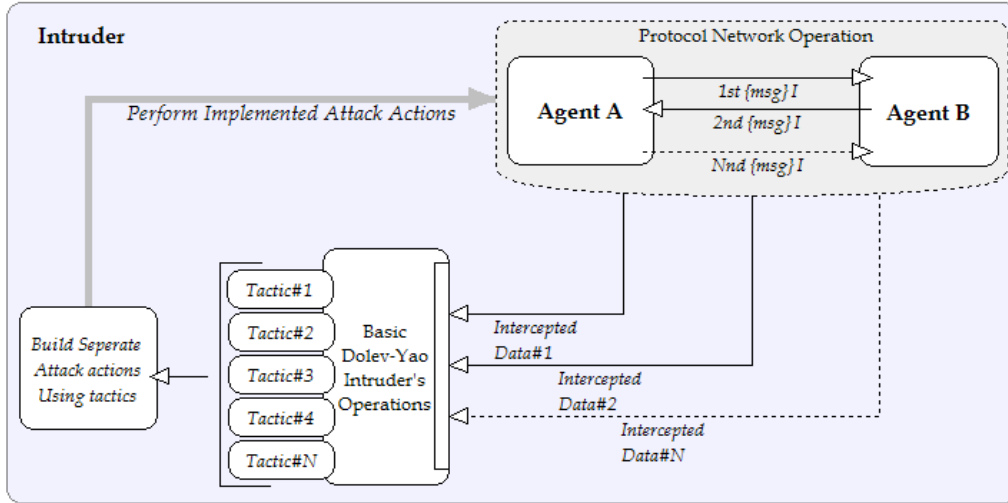 Intruder
Protocol Network Operation
Perform Implemented Attack Actions
Agent A
Agent B
1st {msg} I
2nd {msg} I
Nnd {msg} I
Tactic#1
Tactic#2
Tactic#3
Tactic#4
Tactic#N
Basic
Dolev-Yao
Intruder's
Operations
Intercepted
Data#1
Intercepted
Data#2
Intercepted
Data#N
Build Seperate
Attack actions
Using tactics